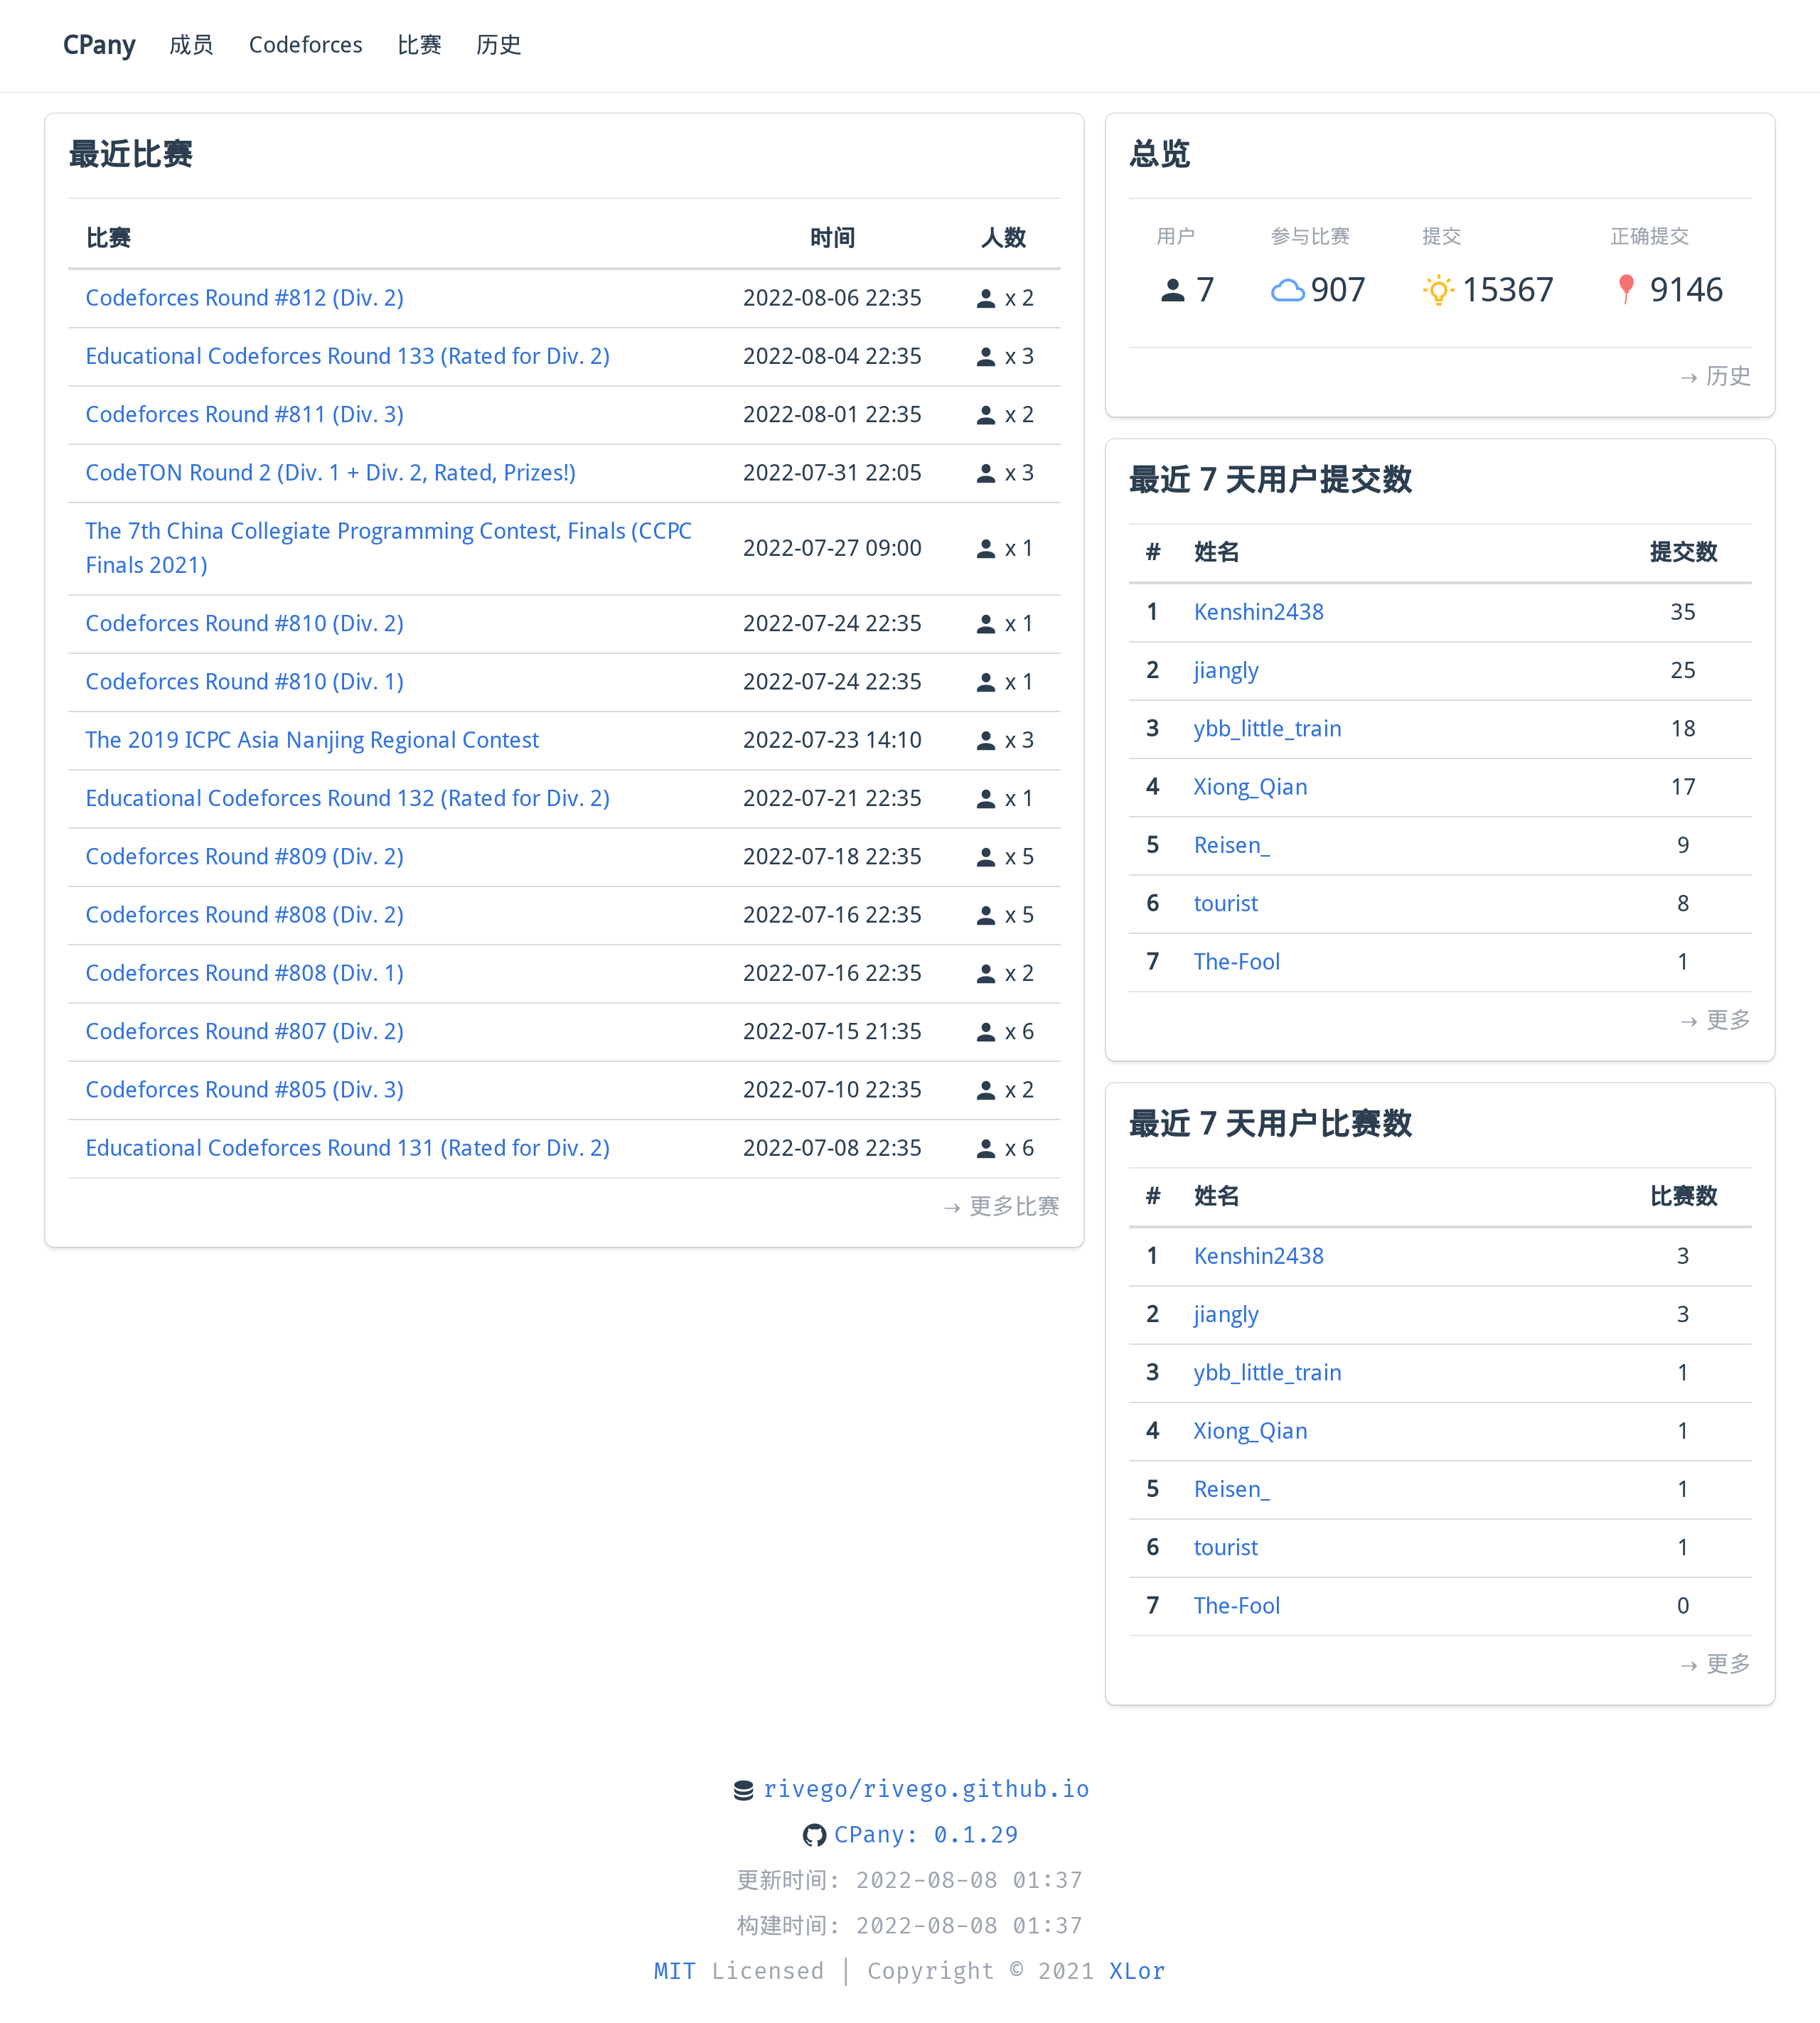 CPany 成员 Codeforces 比赛 历史
最近比赛
比赛 时间 人数
Codeforces Round #812 (Div. 2) 2022-08-06 22:35 x 2
Educational Codeforces Round 133 (Rated for Div. 2) 2022-08-04 22:35 x 3
Codeforces Round #811 (Div. 3) 2022-08-01 22:35 x 2
CodeTON Round 2 (Div. 1 + Div. 2, Rated, Prizes!) 2022-07-31 22:05 x 3
The 7th China Collegiate Programming Contest, Finals (CCPC
Finals 2021) 2022-07-27 09:00 x 1
Codeforces Round #810 (Div. 2) 2022-07-24 22:35 x 1
Codeforces Round #810 (Div. 1) 2022-07-24 22:35 x 1
The 2019 ICPC Asia Nanjing Regional Contest 2022-07-23 14:10 x 3
Educational Codeforces Round 132 (Rated for Div. 2) 2022-07-21 22:35 x 1
Codeforces Round #809 (Div. 2) 2022-07-18 22:35 x 5
Codeforces Round #808 (Div. 2) 2022-07-16 22:35 x 5
Codeforces Round #808 (Div. 1) 2022-07-16 22:35 x 2
Codeforces Round #807 (Div. 2) 2022-07-15 21:35 x 6
Codeforces Round #805 (Div. 3) 2022-07-10 22:35 x 2
Educational Codeforces Round 131 (Rated for Div. 2) 2022-07-08 22:35 x 6
→ 更多比赛
总览
用户 参与比赛 提交 正确提交
7 907 15367 9146
→ 历史
最近 7 天用户提交数
# 姓名 提交数
1 Kenshin2438 35
2 jiangly 25
3 ybb_little_train 18
4 Xiong_Qian 17
5 Reisen_ 9
6 tourist 8
7 The-Fool 1
→ 更多
最近 7 天用户比赛数
# 姓名 比赛数
1 Kenshin2438 3
2 jiangly 3
3 ybb_little_train 1
4 Xiong_Qian 1
5 Reisen_ 1
6 tourist 1
7 The-Fool 0
→ 更多
rivego/rivego.github.io
CPany: 0.1.29
更新时间: 2022-08-08 01:37
构建时间: 2022-08-08 01:37
MIT Licensed | Copyright © 2021 XLor